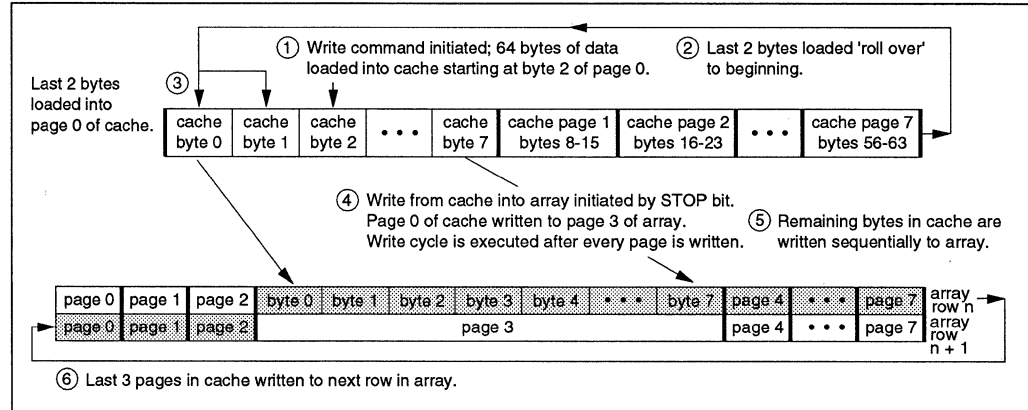 ① Write command initiated; 64 bytes of data
loaded into cache starting at byte 2 of page 0.
② Last 2 bytes loaded 'roll over'
to beginning.
Last 2 bytes
loaded into
page 0 of cache.
③
cache byte 0
cache byte 1
cache byte 2
• • •
cache byte 7
cache page 1 bytes 8-15
cache page 2 bytes 16-23
• • •
cache page 7 bytes 56-63
④ Write from cache into array initiated by STOP bit.
Page 0 of cache written to page 3 of array.
Write cycle is executed after every page is written.
⑤ Remaining bytes in cache are
written sequentially to array.
page 0 page 1 page 2 byte 0 byte 1 byte 2 byte 3 byte 4 • • • byte 7 page 4 • • • page 7 array row n
page 0 page 1 page 2 page 3 page 4 • • • page 7 array row n + 1
⑥ Last 3 pages in cache written to next row in array.